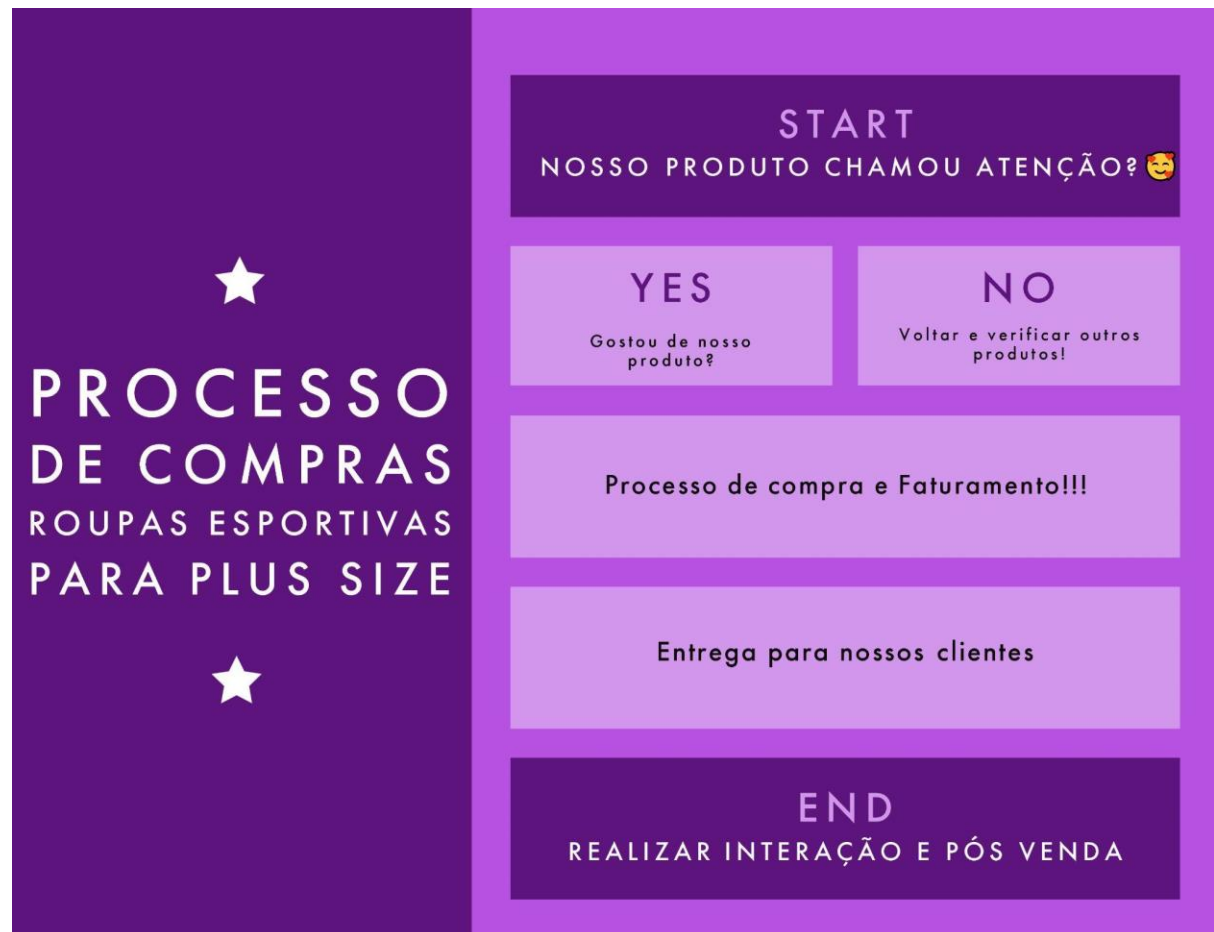 PROCESSO
DE COMPRAS
ROUPAS ESPORTIVAS
PARA PLUS SIZE
START
NOSSO PRODUTO CHAMOU ATENÇÃO?🥰
YES
Gostou de nosso
produto?
NO
Voltar e verificar outros
produtos!
Processo de compra e Faturamento!!!
Entrega para nossos clientes
END
REALIZAR INTERAÇÃO E PÓS VENDA